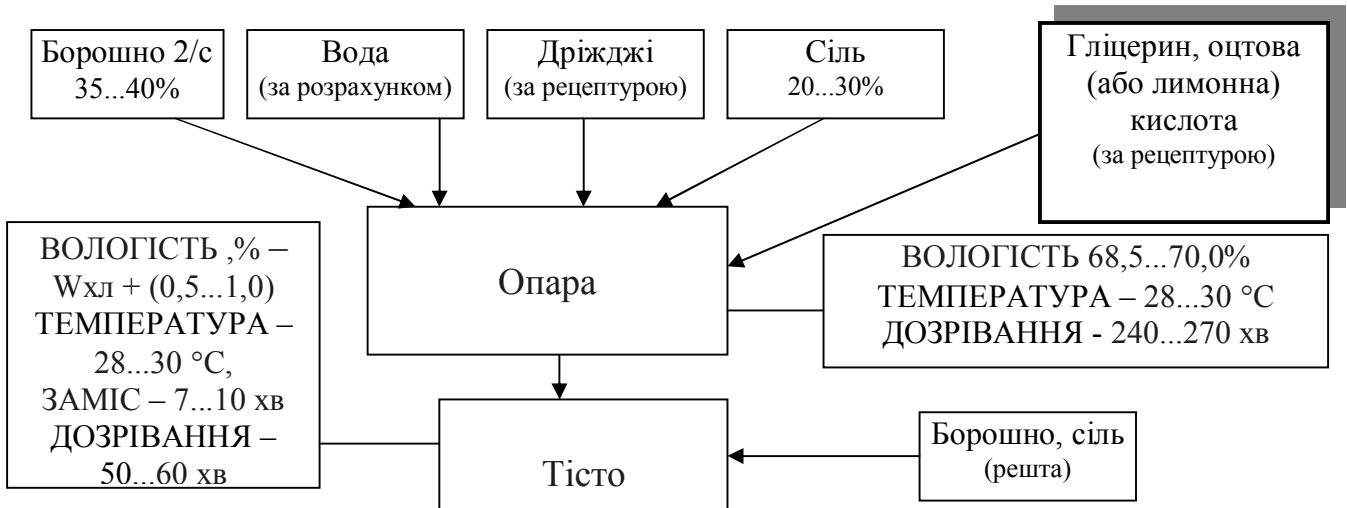 Борошно 2/с
35...40%
Вода
(за розрахунком)
Дріжджі
(за рецептурою)
Сіль
20...30%
Гліцерин, оцтова
(або лимонна)
кислота
(за рецептурою)
ВОЛОГІСТЬ ,% –
Wхл + (0,5...1,0)
ТЕМПЕРАТУРА –
28...30 °С,
ЗАМІС – 7...10 хв
ДОЗРІВАННЯ –
50...60 хв
Опара
ВОЛОГІСТЬ 68,5...70,0%
ТЕМПЕРАТУРА – 28...30 °С
ДОЗРІВАННЯ - 240...270 хв
Тісто
Борошно, сіль
(решта)